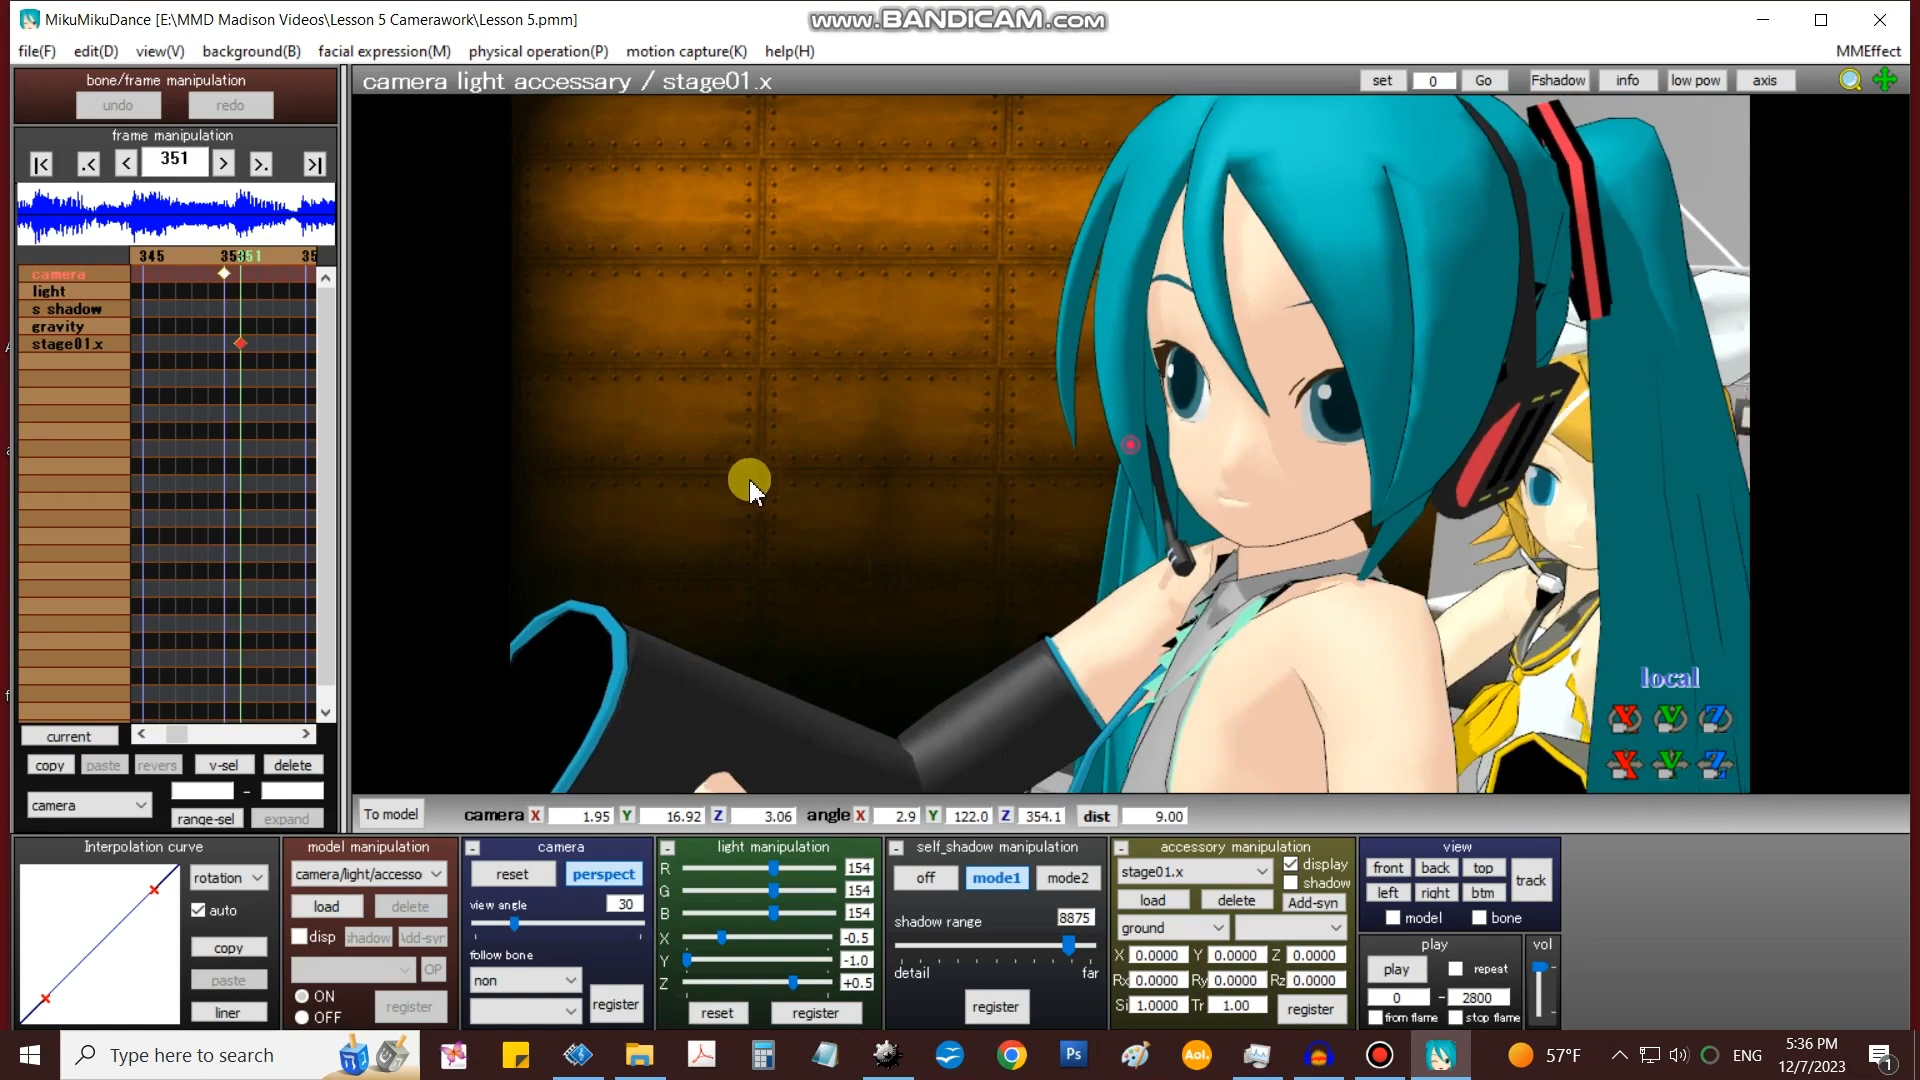 MikuMikuDance [E:\MMD Madison Videos\Lesson 5 Camerawork\Lesson 5.pmm]
www.BANDICAM.com
file(F) edit(D) view(V) background(B) facial expression(M) physical operation(P) motion capture(K) help(H) MMEffect
bone/frame manipulation
undo redo
camera light accessary / stage01.x
set 0 Go Fshadow info low pow axis
frame manipulation
|< .< < 351 > >. >|
345 351 35
camera
light
s shadow
gravity
stage01.x
local
X Y Z
X Y Z
current < >
copy paste revers v-sel delete
camera -
range-sel expand
To model camera X 1.95 Y 16.92 Z 3.06 angle X 2.9 Y 122.0 Z 354.1 dist 9.00
Interpolation curve
rotation
auto
copy
paste
liner
model manipulation
camera/light/accesso
load delete
disp shadow Add-syn
OP
ON
OFF
register
- camera
reset perspect
view angle 30
follow bone
non
register
- light manipulation
R 154
G 154
B 154
X -0.5
Y -1.0
Z +0.5
reset register
- self_shadow manipulation
off mode1 mode2
shadow range 8875
detail far
register
- accessory manipulation
stage01.x display
shadow
load delete Add-syn
ground
X 0.0000 Y 0.0000 Z 0.0000
Rx 0.0000 Ry 0.0000 Rz 0.0000
Si 1.0000 Tr 1.00 register
view
front back top
left right btm track
model bone
play
play repeat
0 - 2800
from flame stop flame
vol
Type here to search
Ps
Aol.
57°F
ENG
5:36 PM
12/7/2023
1